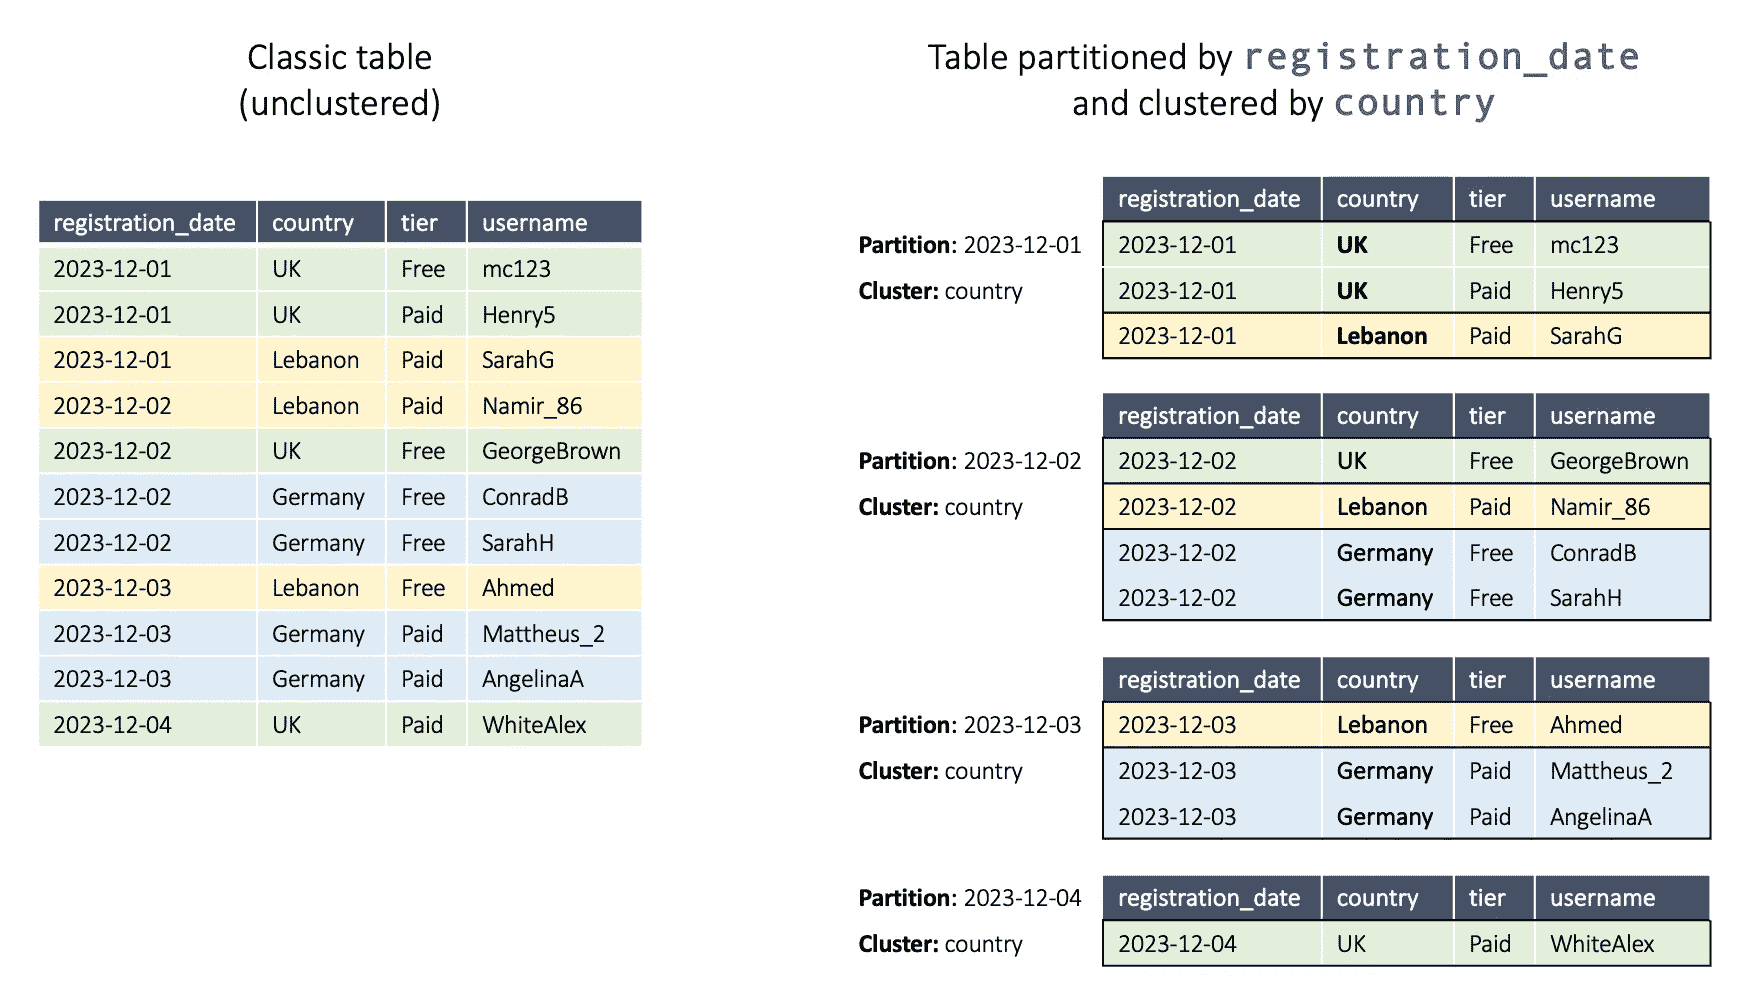 Classic table
(unclustered)
registration_date country tier username
2023-12-01 UK Free mc123
2023-12-01 UK Paid Henry5
2023-12-01 Lebanon Paid SarahG
2023-12-02 Lebanon Paid Namir_86
2023-12-02 UK Free GeorgeBrown
2023-12-02 Germany Free ConradB
2023-12-02 Germany Free SarahH
2023-12-03 Lebanon Free Ahmed
2023-12-03 Germany Paid Mattheus_2
2023-12-03 Germany Paid AngelinaA
2023-12-04 UK Paid WhiteAlex
Table partitioned by registration_date
and clustered by country
registration_date country tier username
Partition: 2023-12-01 2023-12-01 UK Free mc123
Cluster: country 2023-12-01 UK Paid Henry5
2023-12-01 Lebanon Paid SarahG
registration_date country tier username
Partition: 2023-12-02 2023-12-02 UK Free GeorgeBrown
Cluster: country 2023-12-02 Lebanon Paid Namir_86
2023-12-02 Germany Free ConradB
2023-12-02 Germany Free SarahH
registration_date country tier username
Partition: 2023-12-03 2023-12-03 Lebanon Free Ahmed
Cluster: country 2023-12-03 Germany Paid Mattheus_2
2023-12-03 Germany Paid AngelinaA
Partition: 2023-12-04 registration_date country tier username
Cluster: country 2023-12-04 UK Paid WhiteAlex